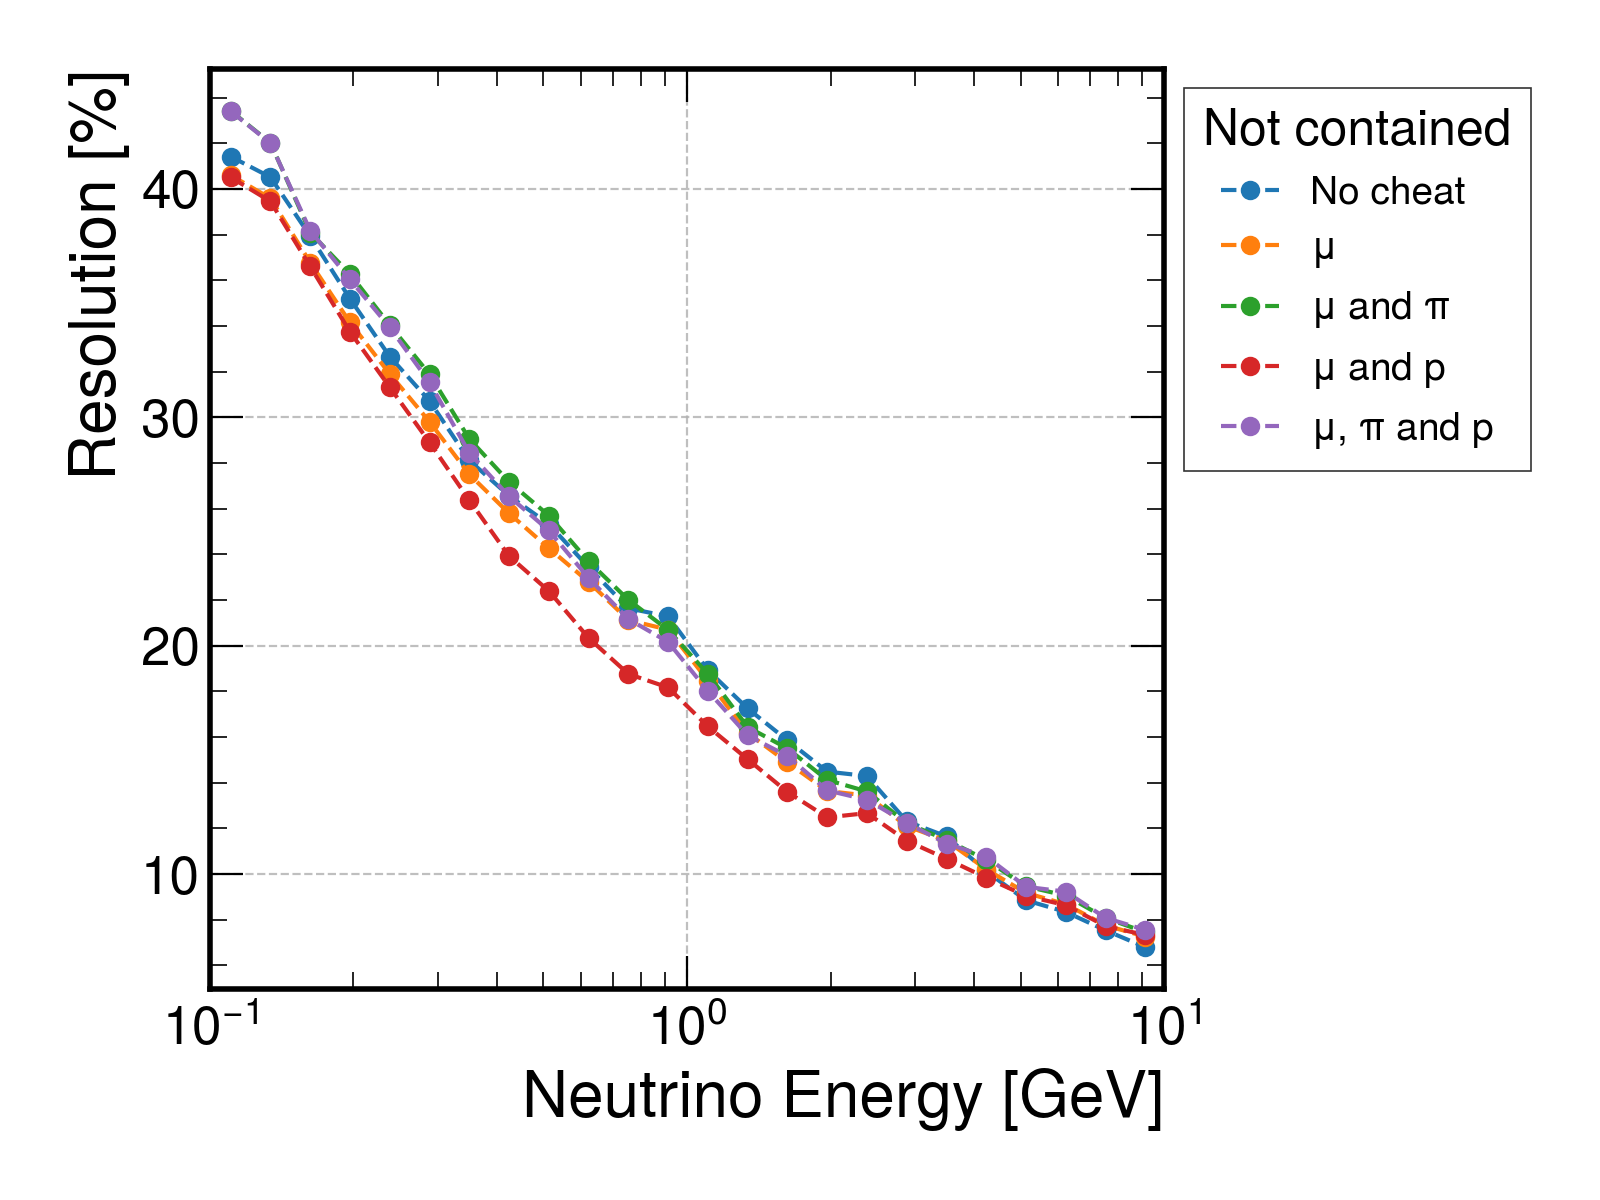 Resolution [%]
40
30
20
10
10⁻¹
10⁰
10¹
Neutrino Energy [GeV]
Not contained
No cheat
μ
μ and π
μ and p
μ, π and p